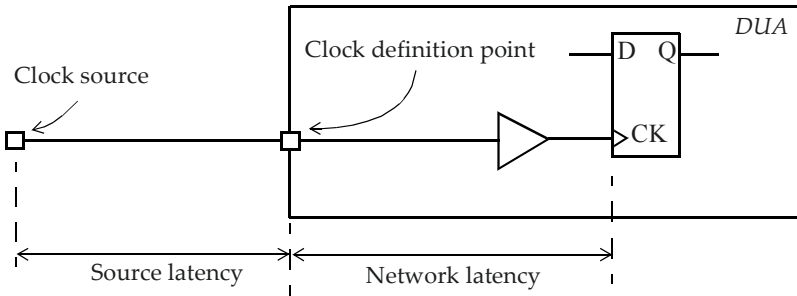 DUA
Clock definition point
D Q
Clock source
CK
Source latency
Network latency